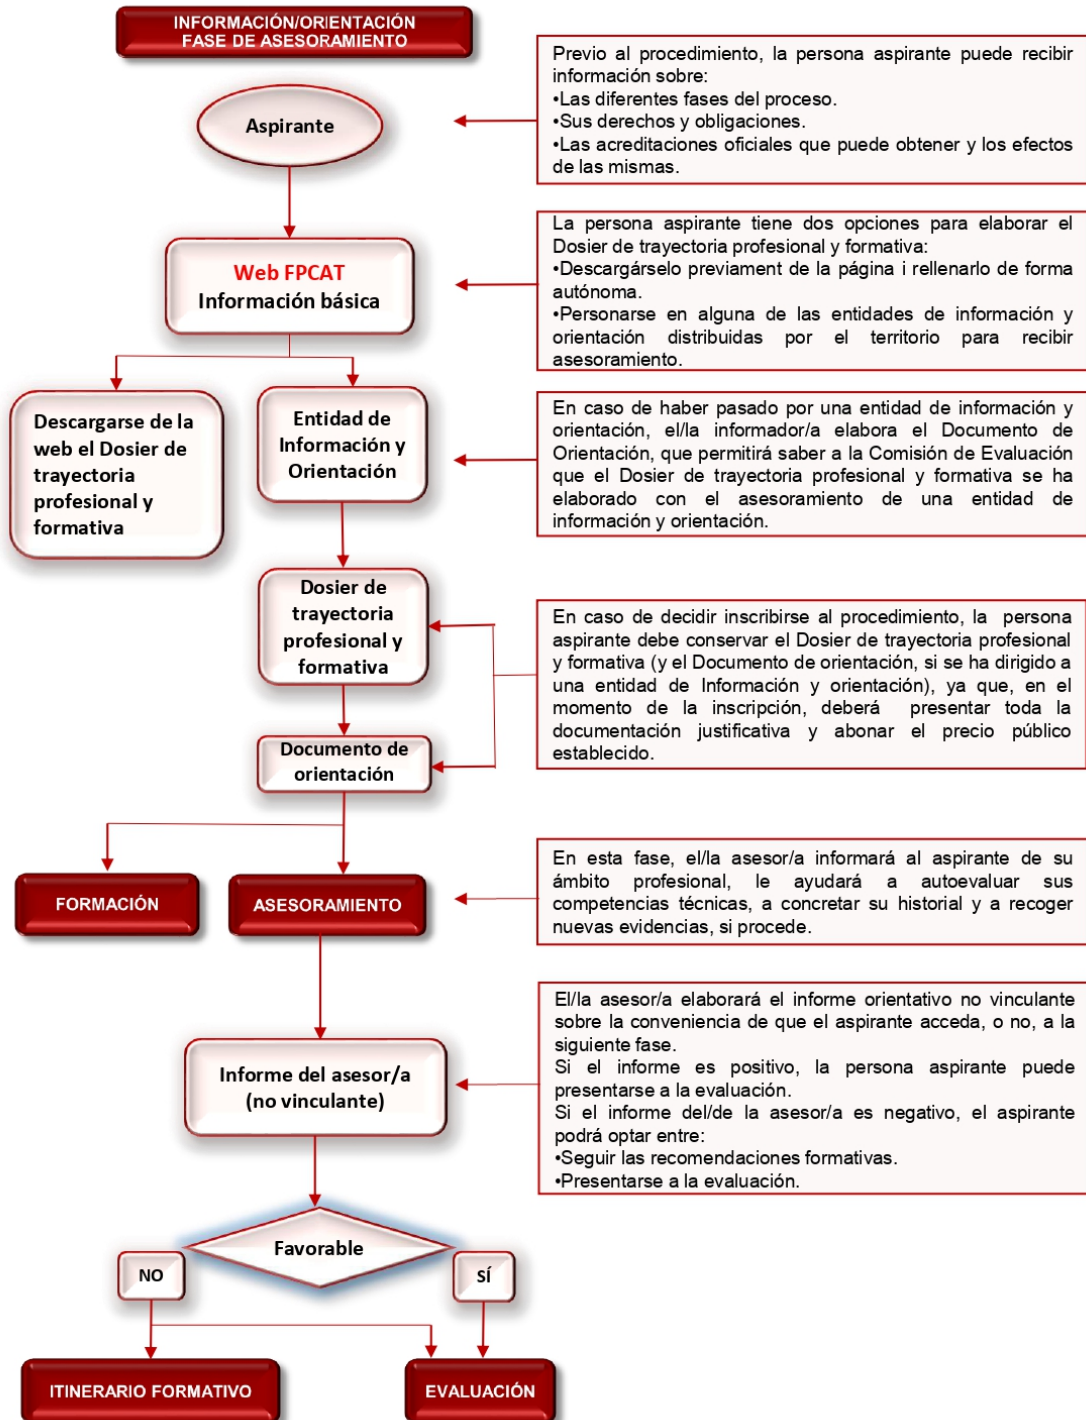 INFORMACIÓN/ORIENTACIÓN
FASE DE ASESORAMIENTO
Aspirante
Previo al procedimiento, la persona aspirante puede recibir
información sobre:
•Las diferentes fases del proceso.
•Sus derechos y obligaciones.
•Las acreditaciones oficiales que puede obtener y los efectos
de las mismas.
Web FPCAT
Información básica
La persona aspirante tiene dos opciones para elaborar el
Dosier de trayectoria profesional y formativa:
•Descargárselo previament de la página i rellenarlo de forma
autónoma.
•Personarse en alguna de las entidades de información y
orientación distribuidas por el territorio para recibir
asesoramiento.
Descargarse de la
web el Dosier de
trayectoria
profesional y
formativa
Entidad de
Información y
Orientación
En caso de haber pasado por una entidad de información y
orientación, el/la informador/a elabora el Documento de
Orientación, que permitirá saber a la Comisión de Evaluación
que el Dosier de trayectoria profesional y formativa se ha
elaborado con el asesoramiento de una entidad de
información y orientación.
Dosier de
trayectoria
profesional y
formativa
Documento de
orientación
En caso de decidir inscribirse al procedimiento, la persona
aspirante debe conservar el Dosier de trayectoria profesional
y formativa (y el Documento de orientación, si se ha dirigido a
una entidad de Información y orientación), ya que, en el
momento de la inscripción, deberá presentar toda la
documentación justificativa y abonar el precio público
establecido.
FORMACIÓN
ASESORAMIENTO
En esta fase, el/la asesor/a informará al aspirante de su
ámbito profesional, le ayudará a autoevaluar sus
competencias técnicas, a concretar su historial y a recoger
nuevas evidencias, si procede.
Informe del asesor/a
(no vinculante)
El/la asesor/a elaborará el informe orientativo no vinculante
sobre la conveniencia de que el aspirante acceda, o no, a la
siguiente fase.
Si el informe es positivo, la persona aspirante puede
presentarse a la evaluación.
Si el informe del/de la asesor/a es negativo, el aspirante
podrá optar entre:
•Seguir las recomendaciones formativas.
•Presentarse a la evaluación.
Favorable
NO
SÍ
ITINERARIO FORMATIVO
EVALUACIÓN